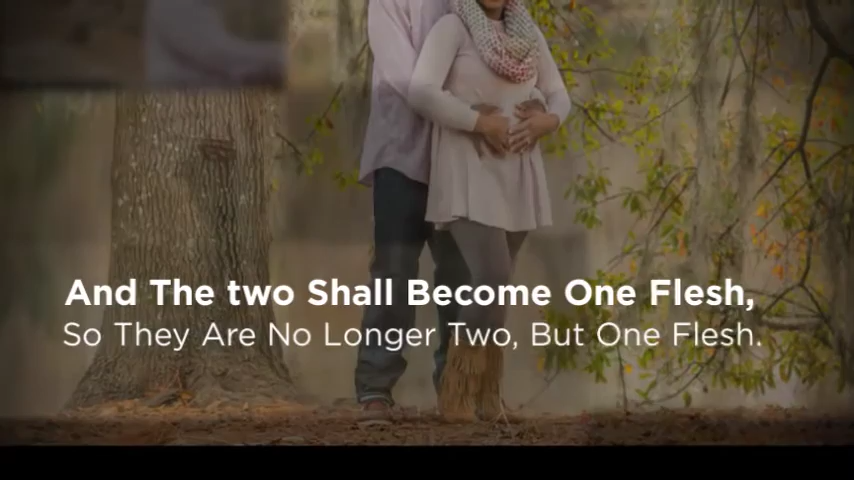 And The two Shall Become One Flesh,
So They Are No Longer Two, But One Flesh.